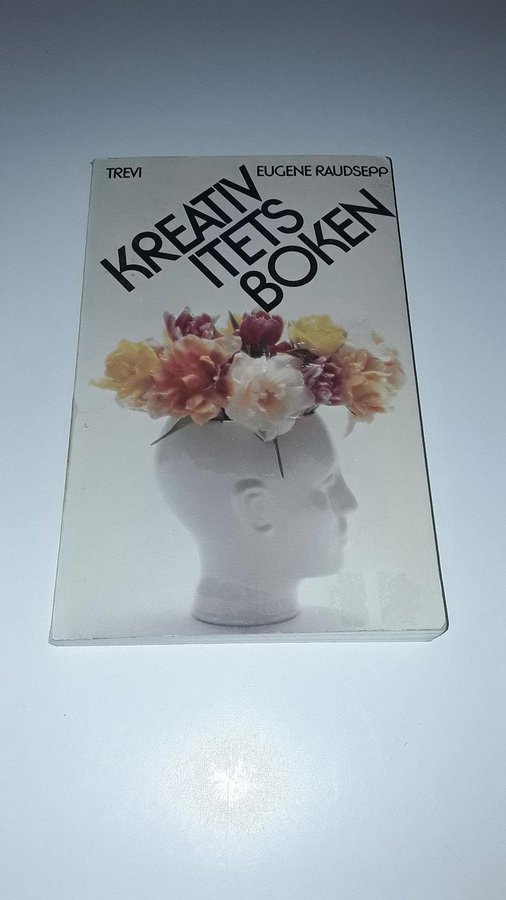 TREVI
EUGENE RAUDSEPP
KREATIV
ITETS
BOKEN